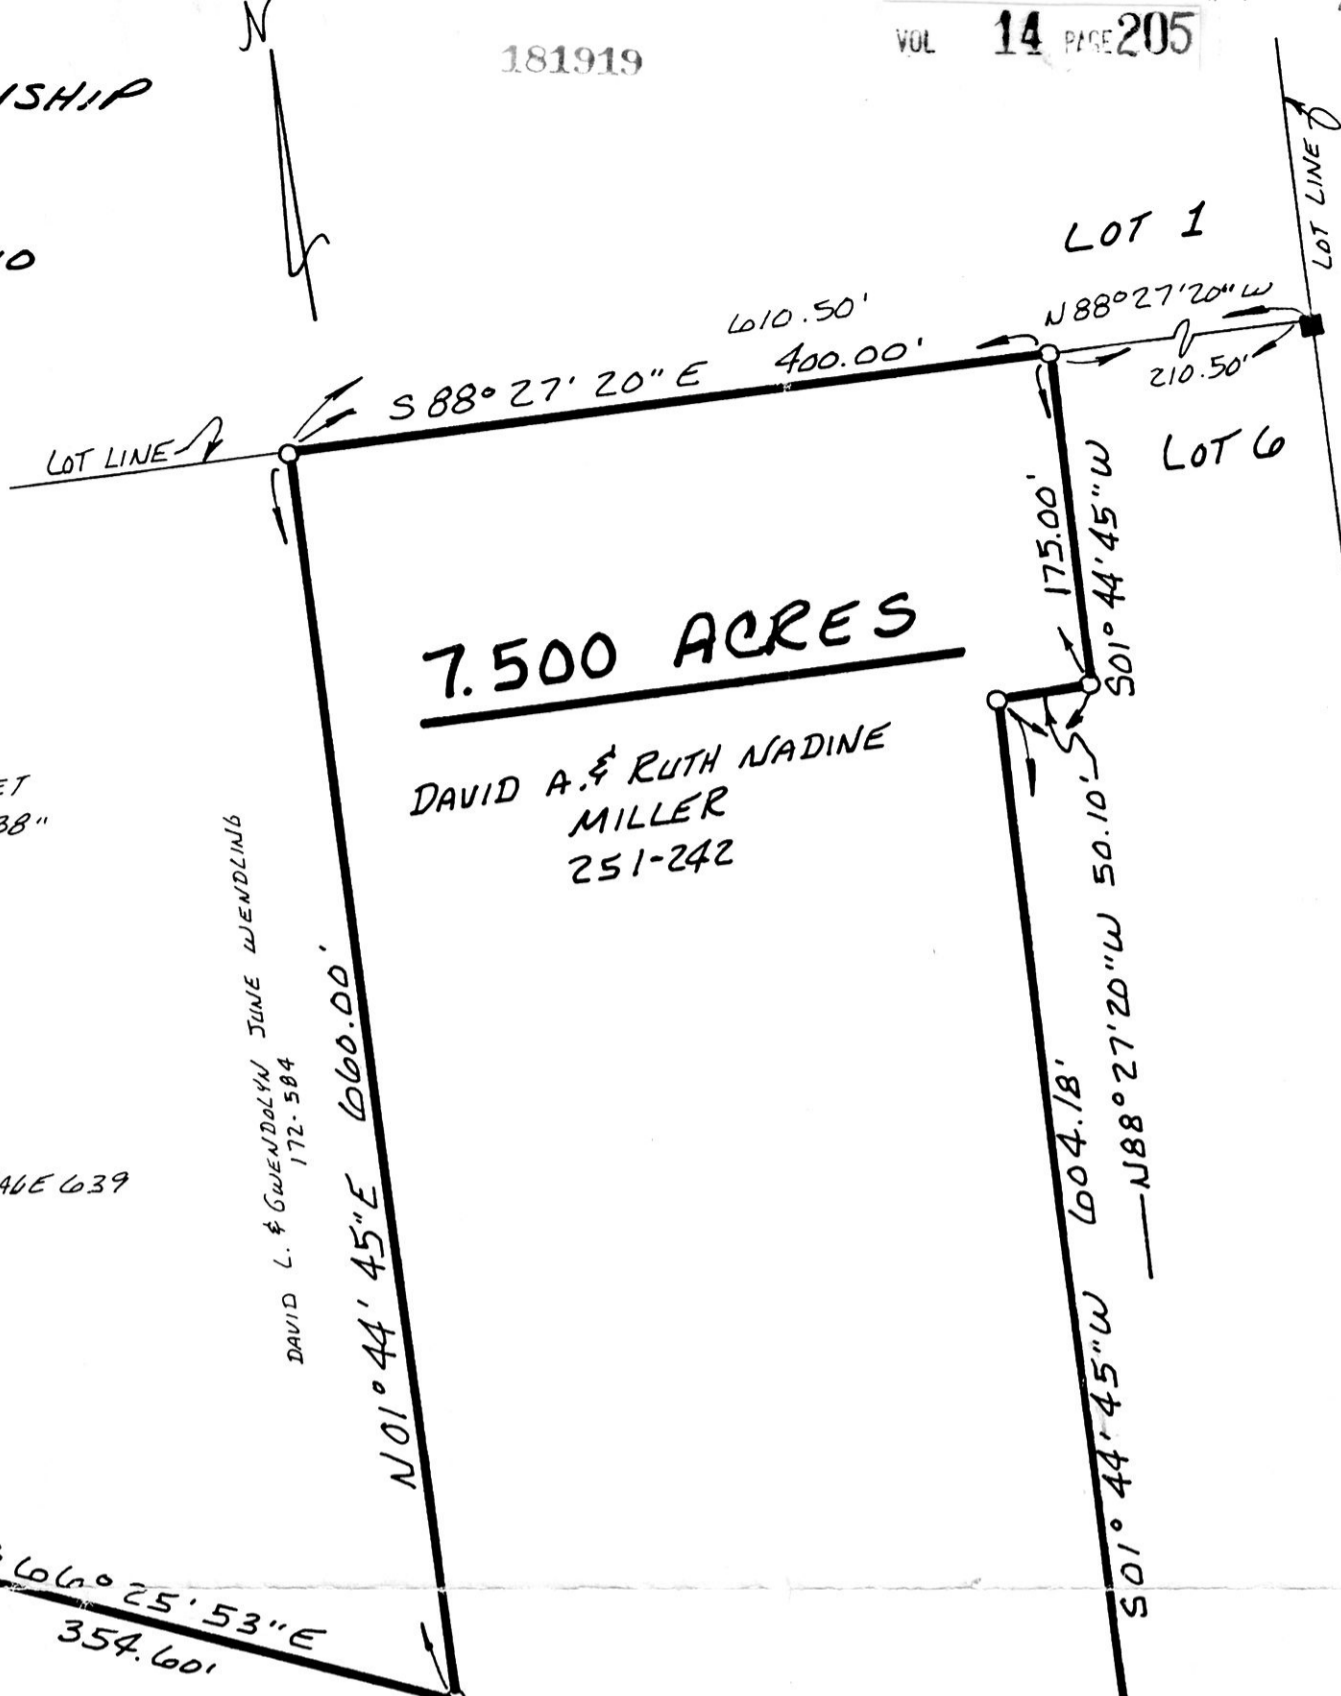 N
181919
VOL 14 PAGE 205
LOT LINE
LOT 1
N88°27'20"W
610.50'
210.50'
S88°27'20"E 400.00'
LOT LINE
LOT 6
175.00'
S01°44'45"W
7.500 ACRES
DAVID A. & RUTH NADINE
MILLER
251-242
38"
DAVID L. & GWENDOLYN JUNE WENDLING
172-584
N01°44'45"E 660.00'
639
N88°27'20"W 50.10'
S01°44'45"W 604.18'
66°25'53"E
354.60'